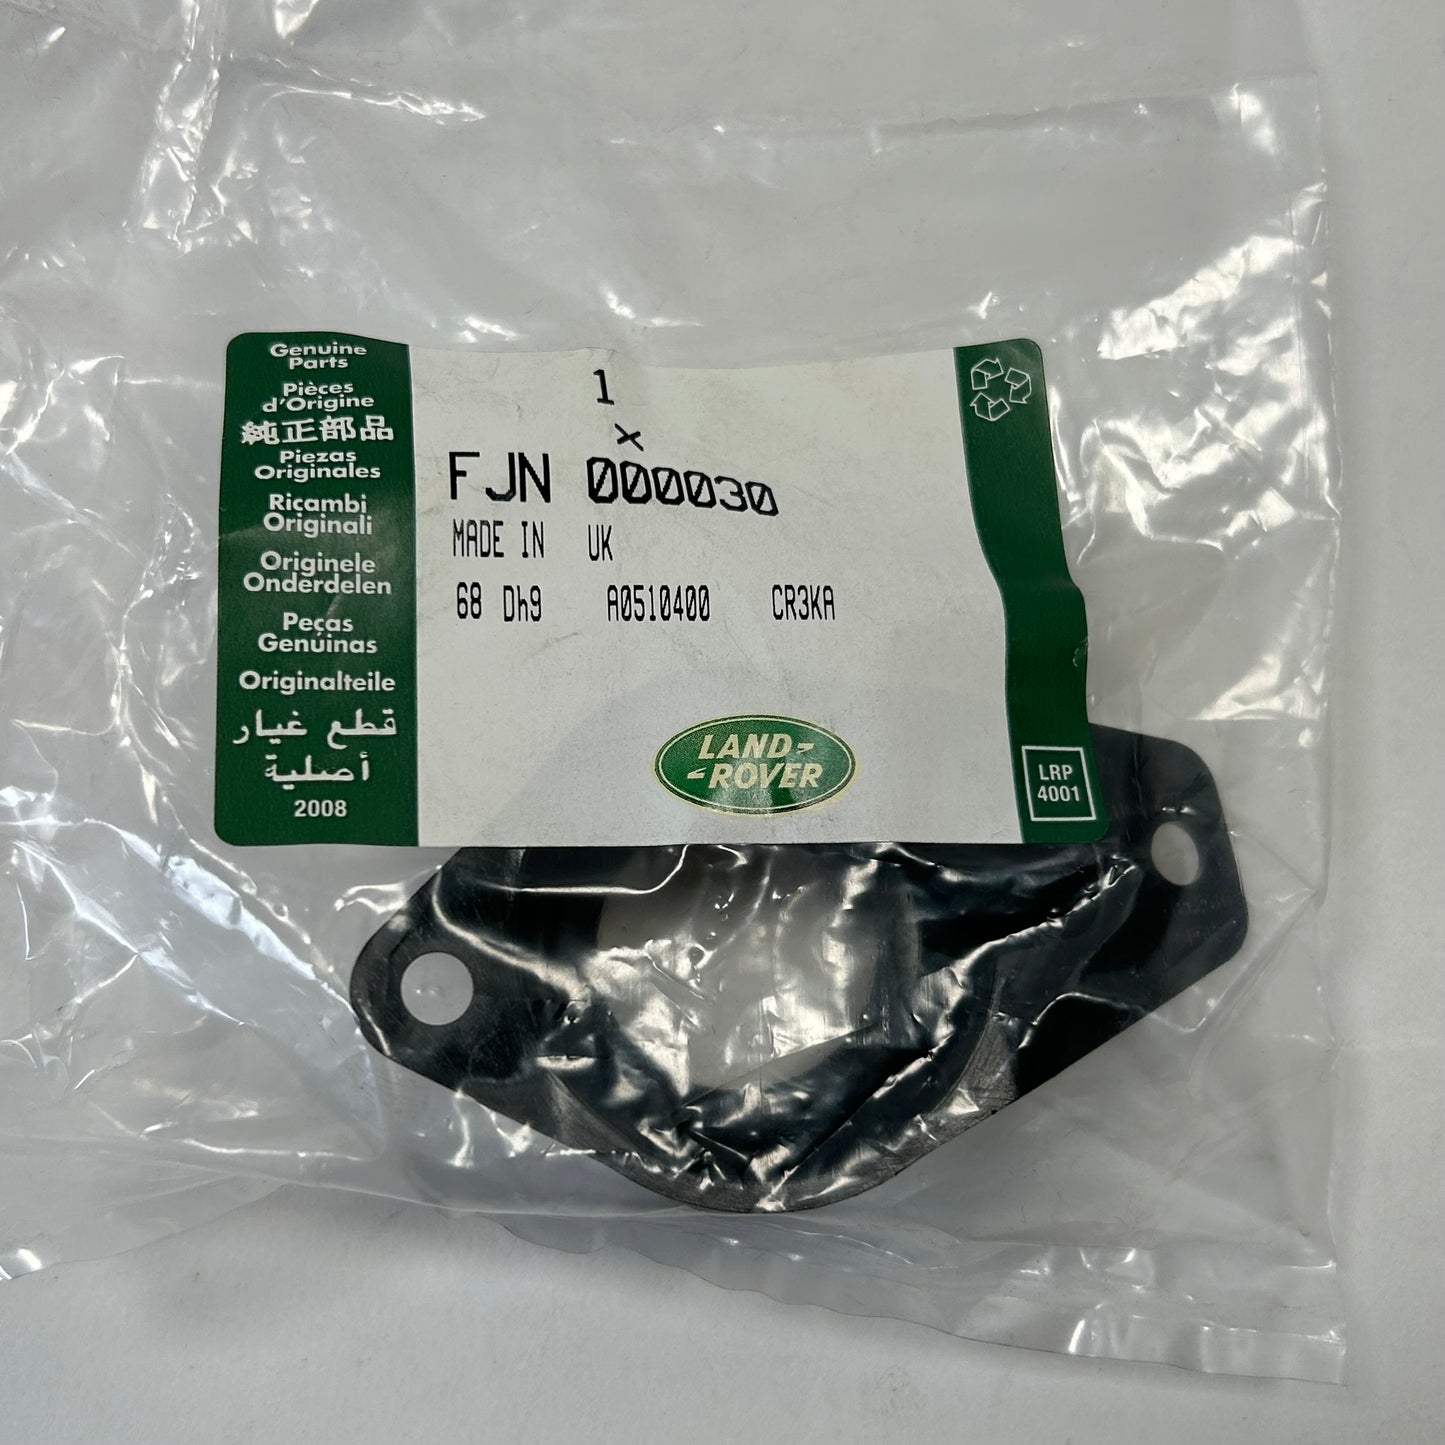 Genuine
Parts
Pièces
d'Origine
純正部品
Piezas
Originales
Ricambi
Originali
Originele
Onderdelen
Peças
Genúinas
Originalteile
قطع غيار
أصلية
2008
1
x
FJN 000030
MADE IN UK
68 Dh9 A0510400 CR3KA
LAND-
-ROVER
LRP
4001